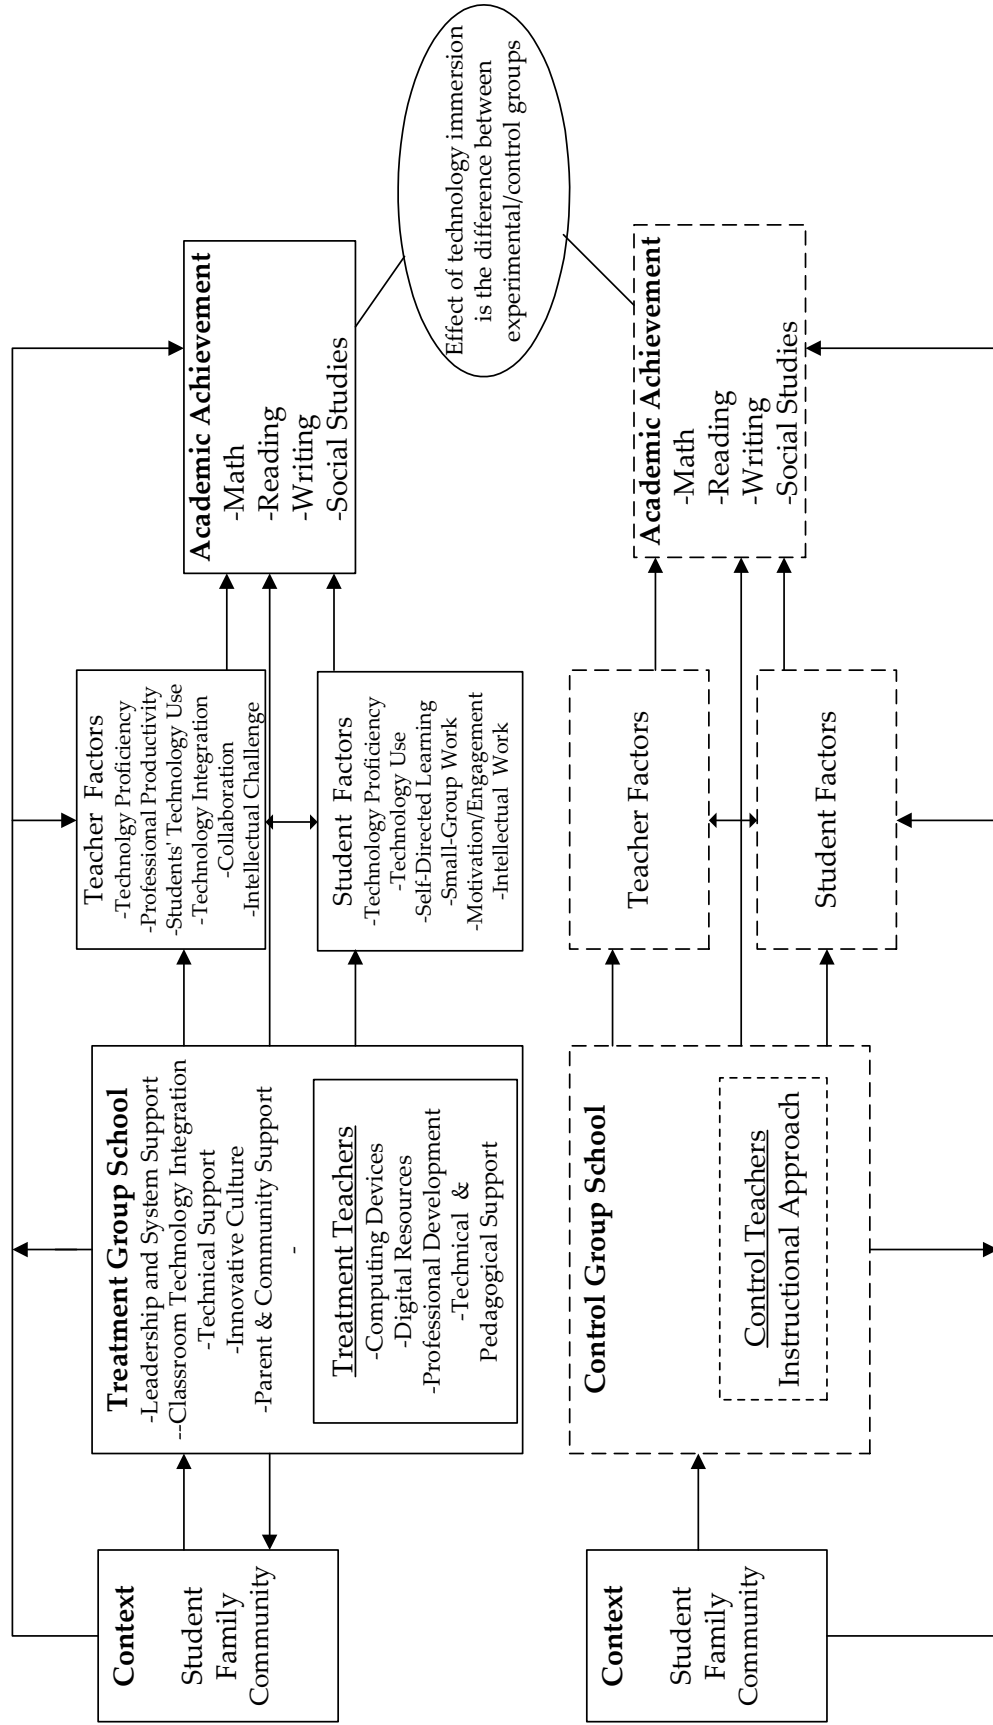 Context
Student
Family
Community
Treatment Group School
-Leadership and System Support
--Classroom Technology Integration
-Technical Support
-Innovative Culture
-Parent & Community Support
-
Treatment Teachers
-Computing Devices
-Digital Resources
-Professional Development
-Technical &
Pedagogical Support
Teacher Factors
-Technolgy Proficiency
-Professional Productivity
-Students' Technology Use
-Technology Integration
-Collaboration
-Intellectual Challenge
Student Factors
-Technology Proficiency
-Technology Use
-Self-Directed Learning
-Small-Group Work
-Motivation/Engagement
-Intellectual Work
Academic Achievement
-Math
-Reading
-Writing
-Social Studies
Effect of technology immersion
is the difference between
experimental/control groups
Context
Student
Family
Community
Control Group School
Control Teachers
Instructional Approach
Teacher Factors
Student Factors
Academic Achievement
-Math
-Reading
-Writing
-Social Studies